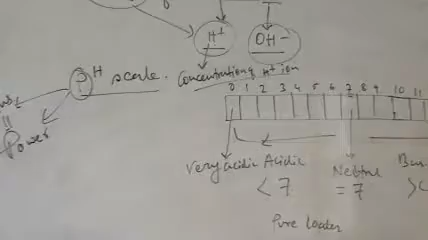 H+ OH-
PH scale. Concentration of H+ ion
0 1 2 3 4 5 6 7 8 9 10 11
Power
Very acidic Acidic Neutral
< 7 = 7 >
Pure